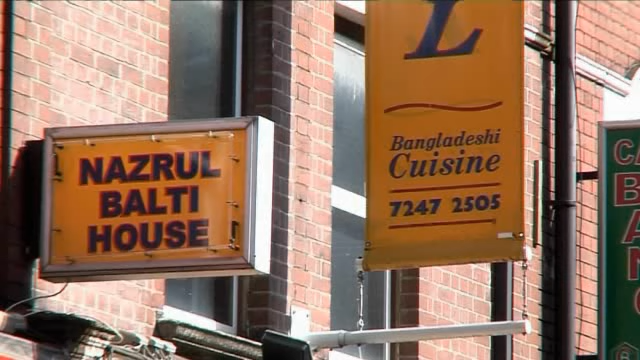 NAZRUL
BALTI
HOUSE
L
Bangladeshi
Cuisine
7247 2505